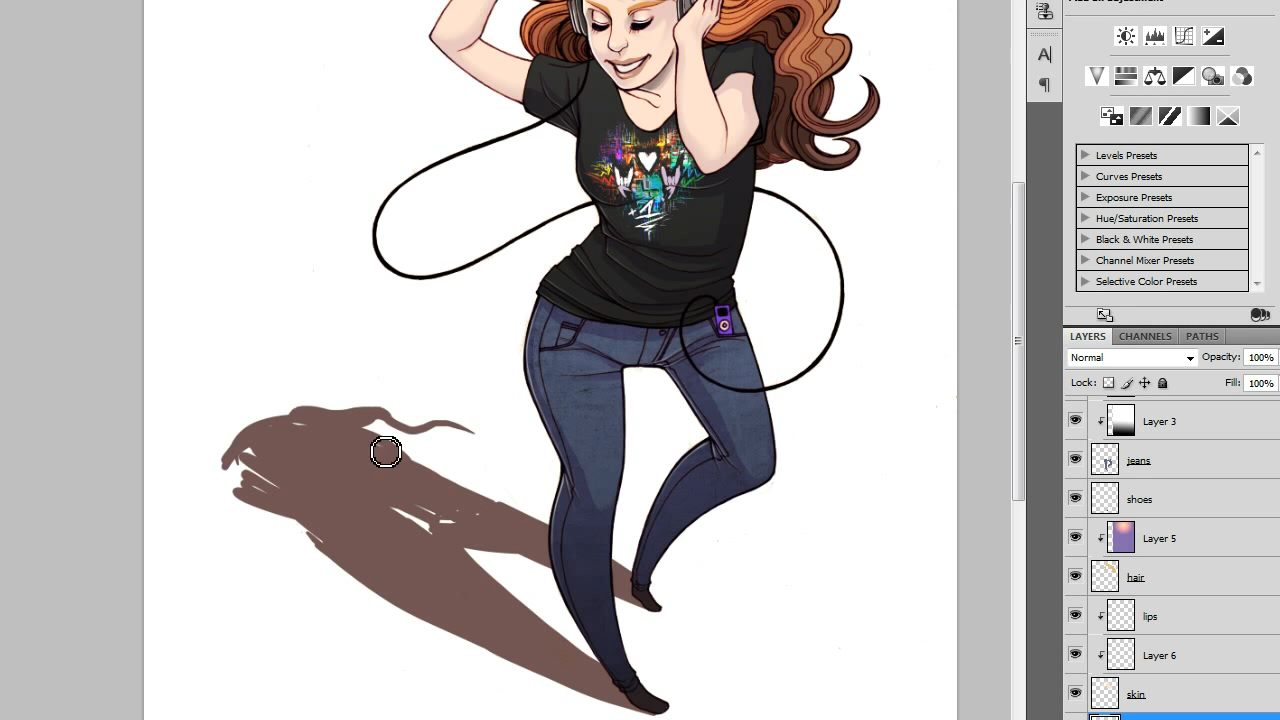 Levels Presets
Curves Presets
Exposure Presets
Hue/Saturation Presets
Black & White Presets
Channel Mixer Presets
Selective Color Presets
LAYERS CHANNELS PATHS
Normal Opacity: 100%
Lock: Fill: 100%
Layer 3
jeans
shoes
Layer 5
hair
lips
Layer 6
skin
+1
A